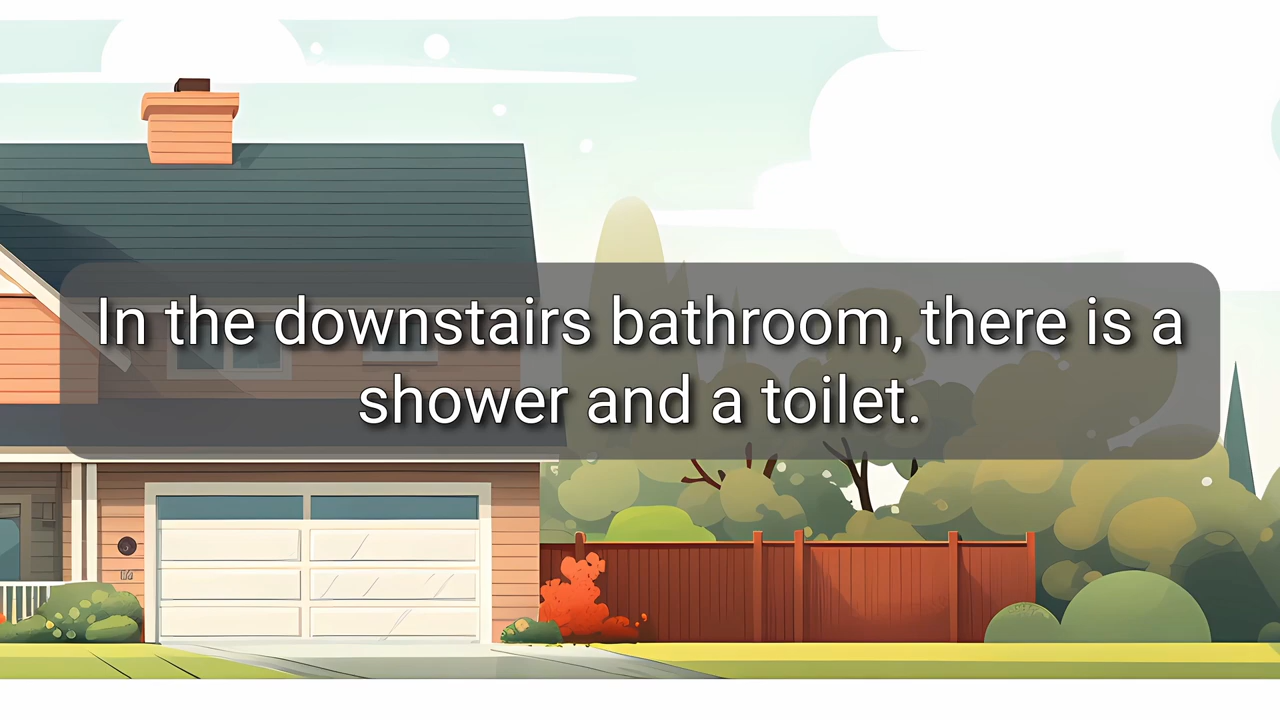 In the downstairs bathroom, there is a
shower and a toilet.